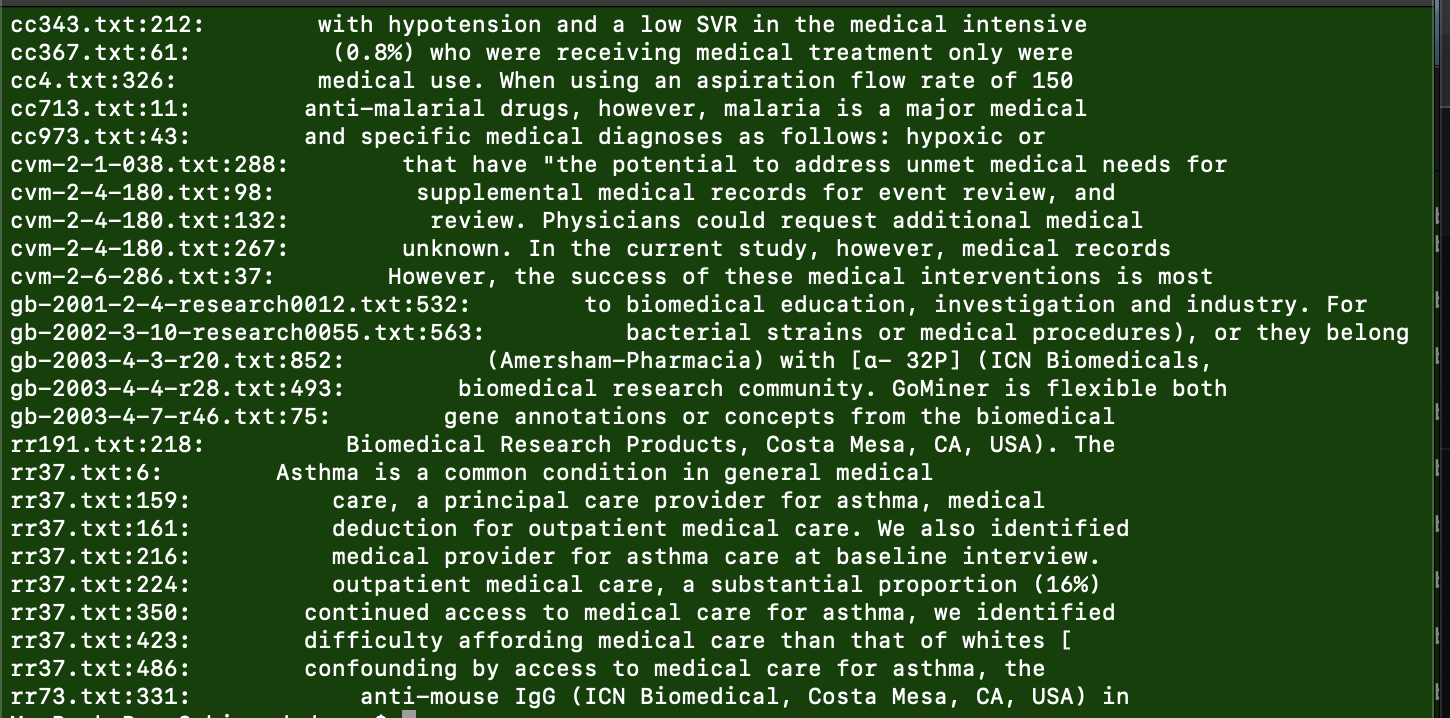 cc343.txt:212:        with hypotension and a low SVR in the medical intensive
cc367.txt:61:          (0.8%) who were receiving medical treatment only were
cc4.txt:326:          medical use. When using an aspiration flow rate of 150
cc713.txt:11:        anti-malarial drugs, however, malaria is a major medical
cc973.txt:43:        and specific medical diagnoses as follows: hypoxic or
cvm-2-1-038.txt:288:        that have "the potential to address unmet medical needs for
cvm-2-4-180.txt:98:          supplemental medical records for event review, and
cvm-2-4-180.txt:132:          review. Physicians could request additional medical
cvm-2-4-180.txt:267:        unknown. In the current study, however, medical records
cvm-2-6-286.txt:37:        However, the success of these medical interventions is most
gb-2001-2-4-research0012.txt:532:        to biomedical education, investigation and industry. For
gb-2002-3-10-research0055.txt:563:          bacterial strains or medical procedures), or they belong
gb-2003-4-3-r20.txt:852:          (Amersham-Pharmacia) with [α- 32P] (ICN Biomedicals,
gb-2003-4-4-r28.txt:493:        biomedical research community. GoMiner is flexible both
gb-2003-4-7-r46.txt:75:        gene annotations or concepts from the biomedical
rr191.txt:218:          Biomedical Research Products, Costa Mesa, CA, USA). The
rr37.txt:6:        Asthma is a common condition in general medical
rr37.txt:159:          care, a principal care provider for asthma, medical
rr37.txt:161:          deduction for outpatient medical care. We also identified
rr37.txt:216:          medical provider for asthma care at baseline interview.
rr37.txt:224:          outpatient medical care, a substantial proportion (16%)
rr37.txt:350:        continued access to medical care for asthma, we identified
rr37.txt:423:        difficulty affording medical care than that of whites [
rr37.txt:486:        confounding by access to medical care for asthma, the
rr73.txt:331:            anti-mouse IgG (ICN Biomedical, Costa Mesa, CA, USA) in